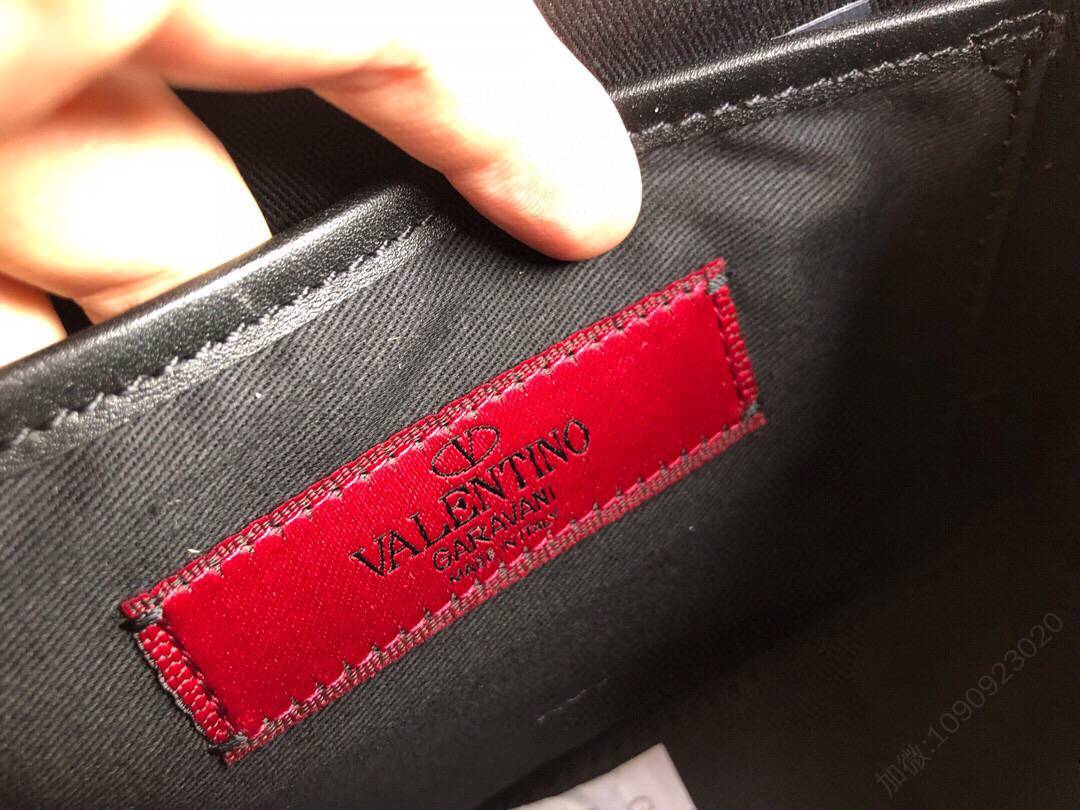 VALENTINO
GARAVANI
MADE IN ITALY
加微:1090923020